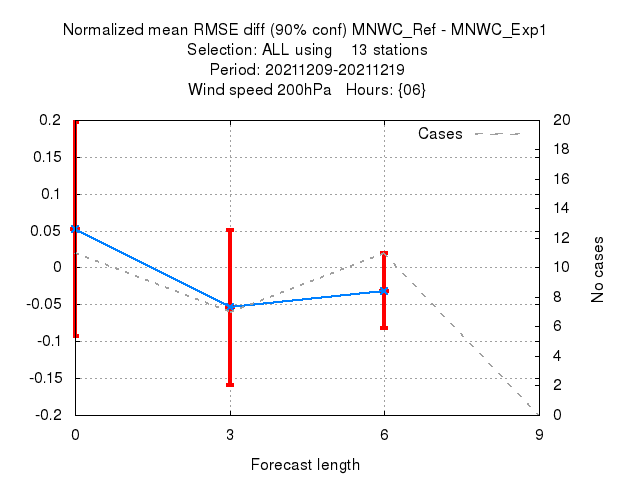 Normalized mean RMSE diff (90% conf) MNWC_Ref - MNWC_Exp1
Selection: ALL using    13 stations
Period: 20211209-20211219
Wind speed 200hPa   Hours: {06}
Cases
0.2
0.15
0.1
0.05
0
-0.05
-0.1
-0.15
-0.2
20
18
16
14
12
10
8
6
4
2
0
No cases
0 3 6 9
Forecast length